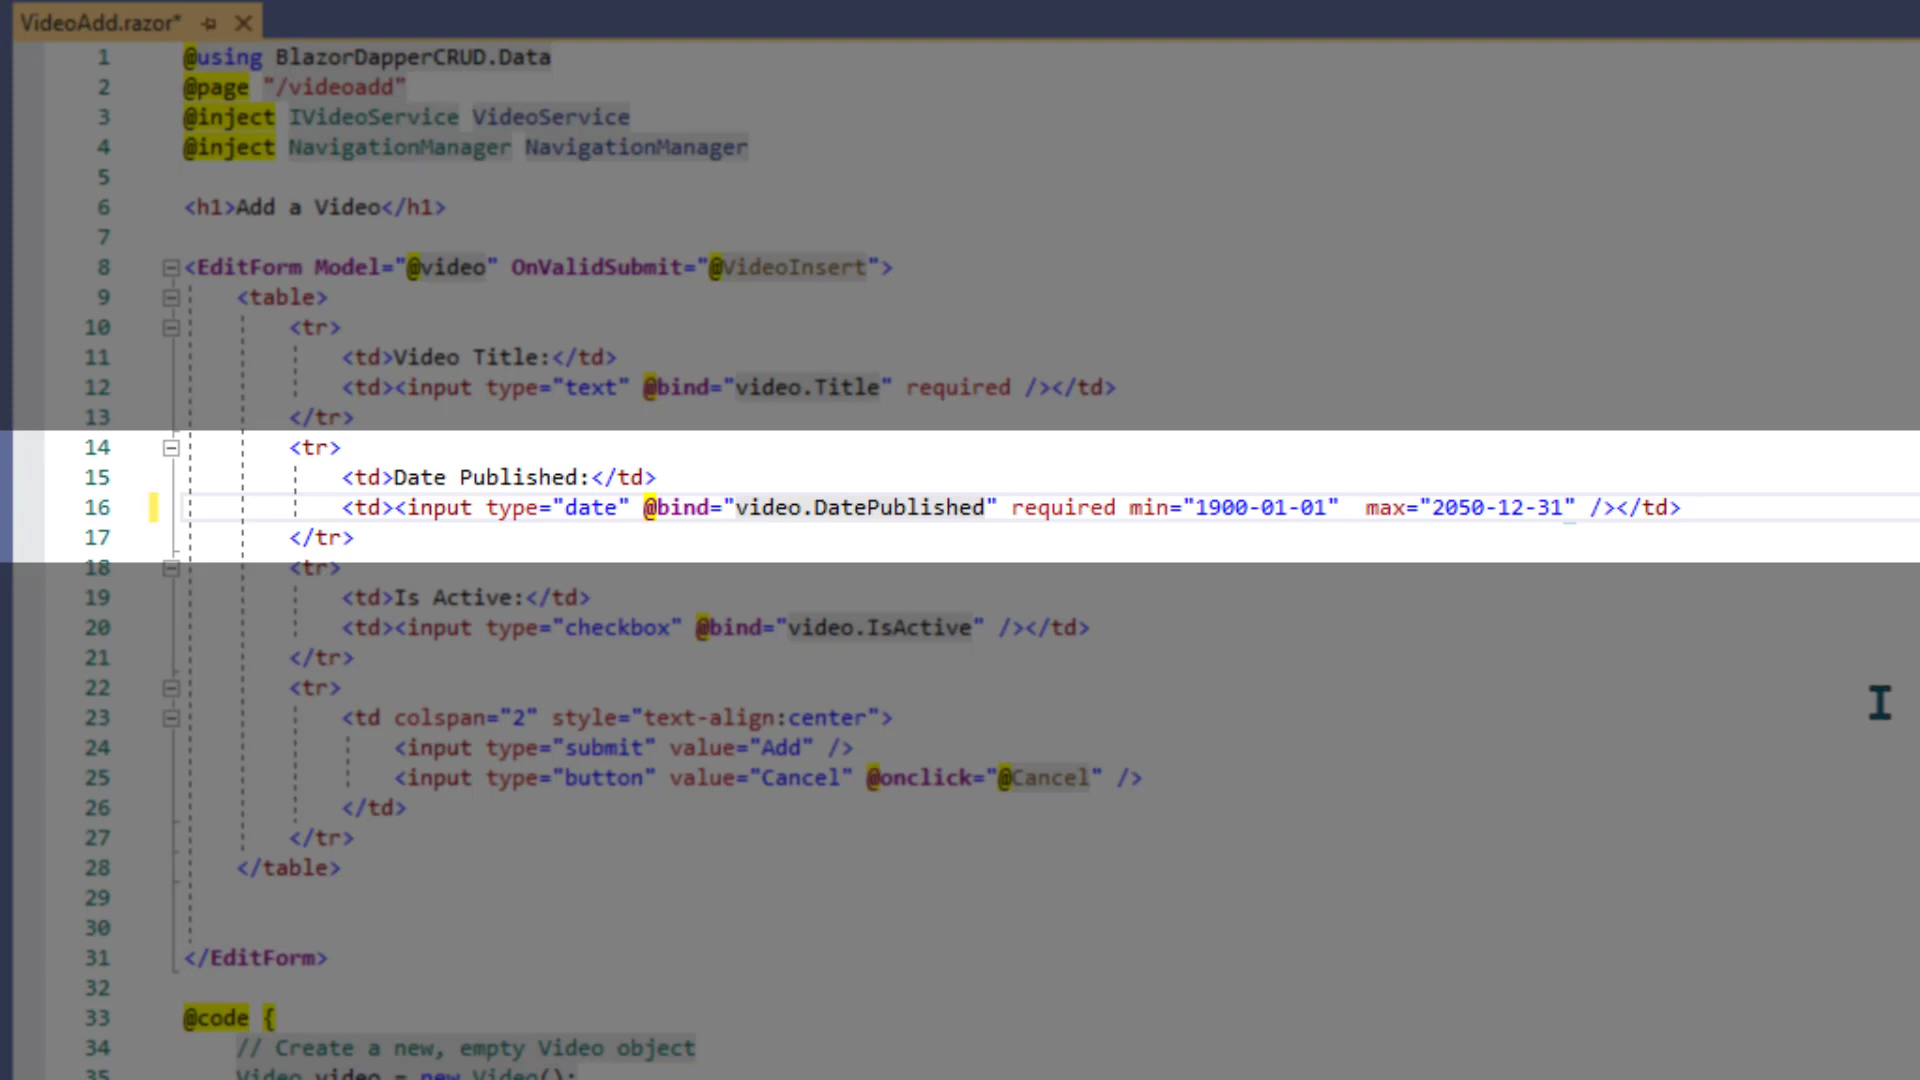 VideoAdd.razor*
1 @using BlazorDapperCRUD.Data
2 @page "/videoadd"
3 @inject IVideoService VideoService
4 @inject NavigationManager NavigationManager
5
6 <h1>Add a Video</h1>
7
8 <EditForm Model="@video" OnValidSubmit="@VideoInsert">
9 <table>
10 <tr>
11 <td>Video Title:</td>
12 <td><input type="text" @bind="video.Title" required /></td>
13 </tr>
14 <tr>
15 <td>Date Published:</td>
16 <td><input type="date" @bind="video.DatePublished" required min="1900-01-01"  max="2050-12-31" /></td>
17 </tr>
18 <tr>
19 <td>Is Active:</td>
20 <td><input type="checkbox" @bind="video.IsActive" /></td>
21 </tr>
22 <tr>
23 <td colspan="2" style="text-align:center">
24 <input type="submit" value="Add" />
25 <input type="button" value="Cancel" @onclick="@Cancel" />
26 </td>
27 </tr>
28 </table>
29
30
31 </EditForm>
32
33 @code {
34 // Create a new, empty Video object
35 Video video = new Video();